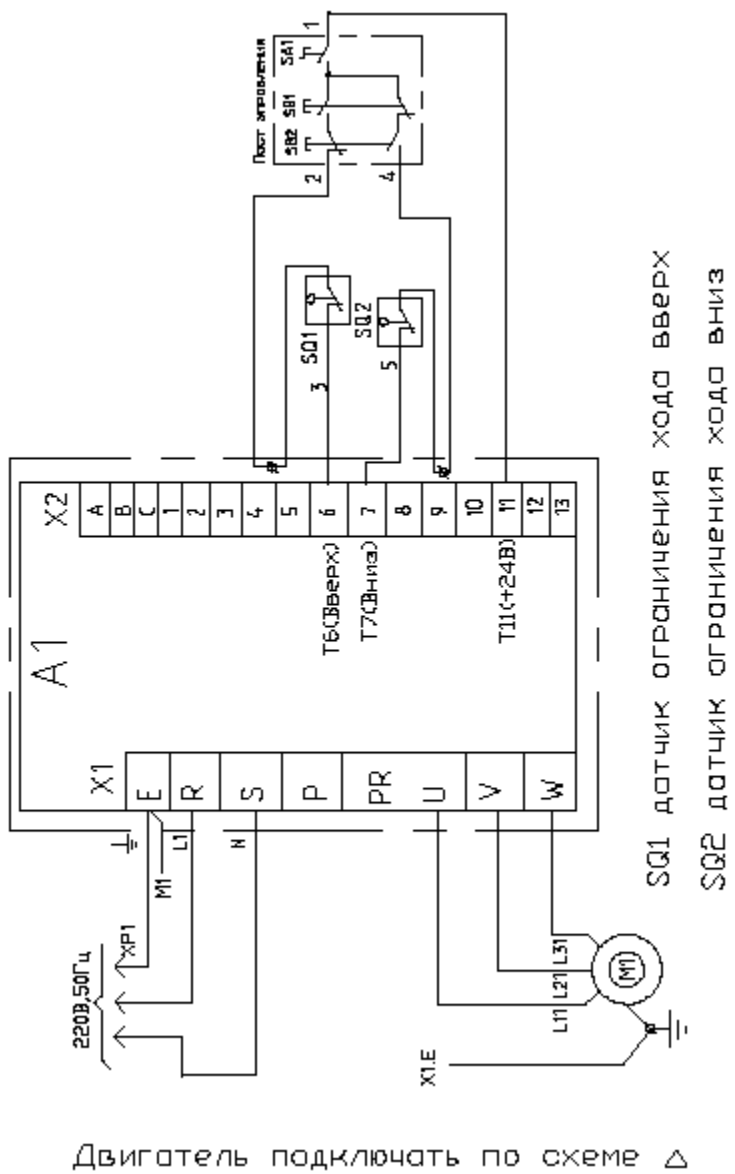 Пост управления
SB2
SB1
SA1
1
2
4
SQ1
SQ2
3
5
A1
X2
A
B
C
1
2
3
4
5
6
7
8
9
10
11
12
13
T6(Вверх)
T7(Вниз)
T11(+24В)
X1
E
R
S
P
PR
U
V
W
220В,50Гц
XP1
M1
L1
N
L11
L21
L31
M1
X1.E
SQ1 датчик ограничения хода вверх
SQ2 датчик ограничения хода вниз
Двигатель подключать по схеме △